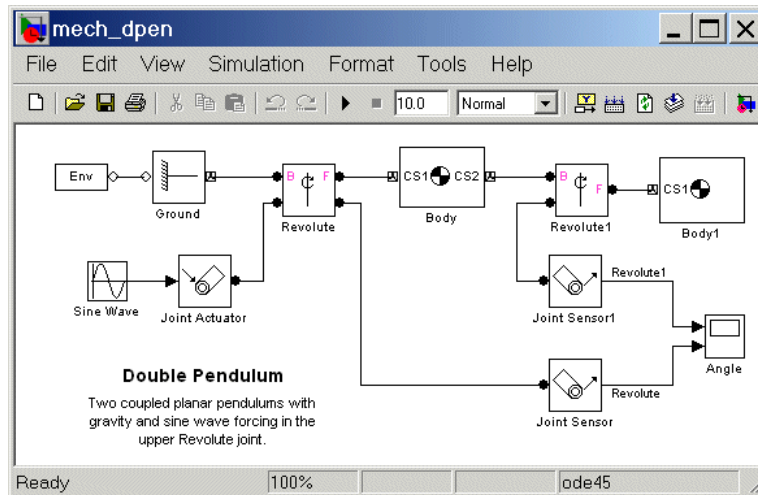 mech_dpen
File Edit View Simulation Format Tools Help
10.0 Normal
Env
Ground
B F
Revolute
CS1 CS2
Body
B F
Revolute1
CS1
Body1
Sine Wave
Joint Actuator
Revolute1
Joint Sensor1
Angle
Revolute
Joint Sensor
Double Pendulum
Two coupled planar pendulums with
gravity and sine wave forcing in the
upper Revolute joint.
Ready 100% ode45